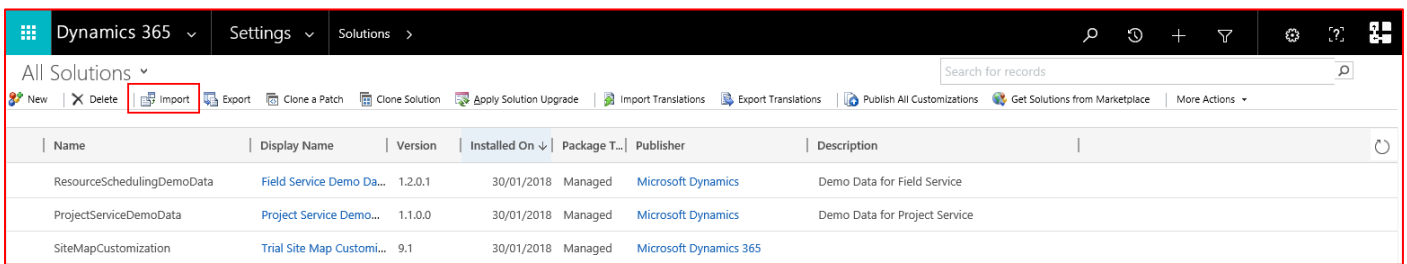 Dynamics 365 Settings Solutions >
All Solutions
Search for records
New Delete Import Export Clone a Patch Clone Solution Apply Solution Upgrade Import Translations Export Translations Publish All Customizations Get Solutions from Marketplace More Actions
Name Display Name Version Installed On ↓ Package T... Publisher Description
ResourceSchedulingDemoData Field Service Demo Da... 1.2.0.1 30/01/2018 Managed Microsoft Dynamics Demo Data for Field Service
ProjectServiceDemoData Project Service Demo... 1.1.0.0 30/01/2018 Managed Microsoft Dynamics Demo Data for Project Service
SiteMapCustomization Trial Site Map Customi... 9.1 30/01/2018 Managed Microsoft Dynamics 365